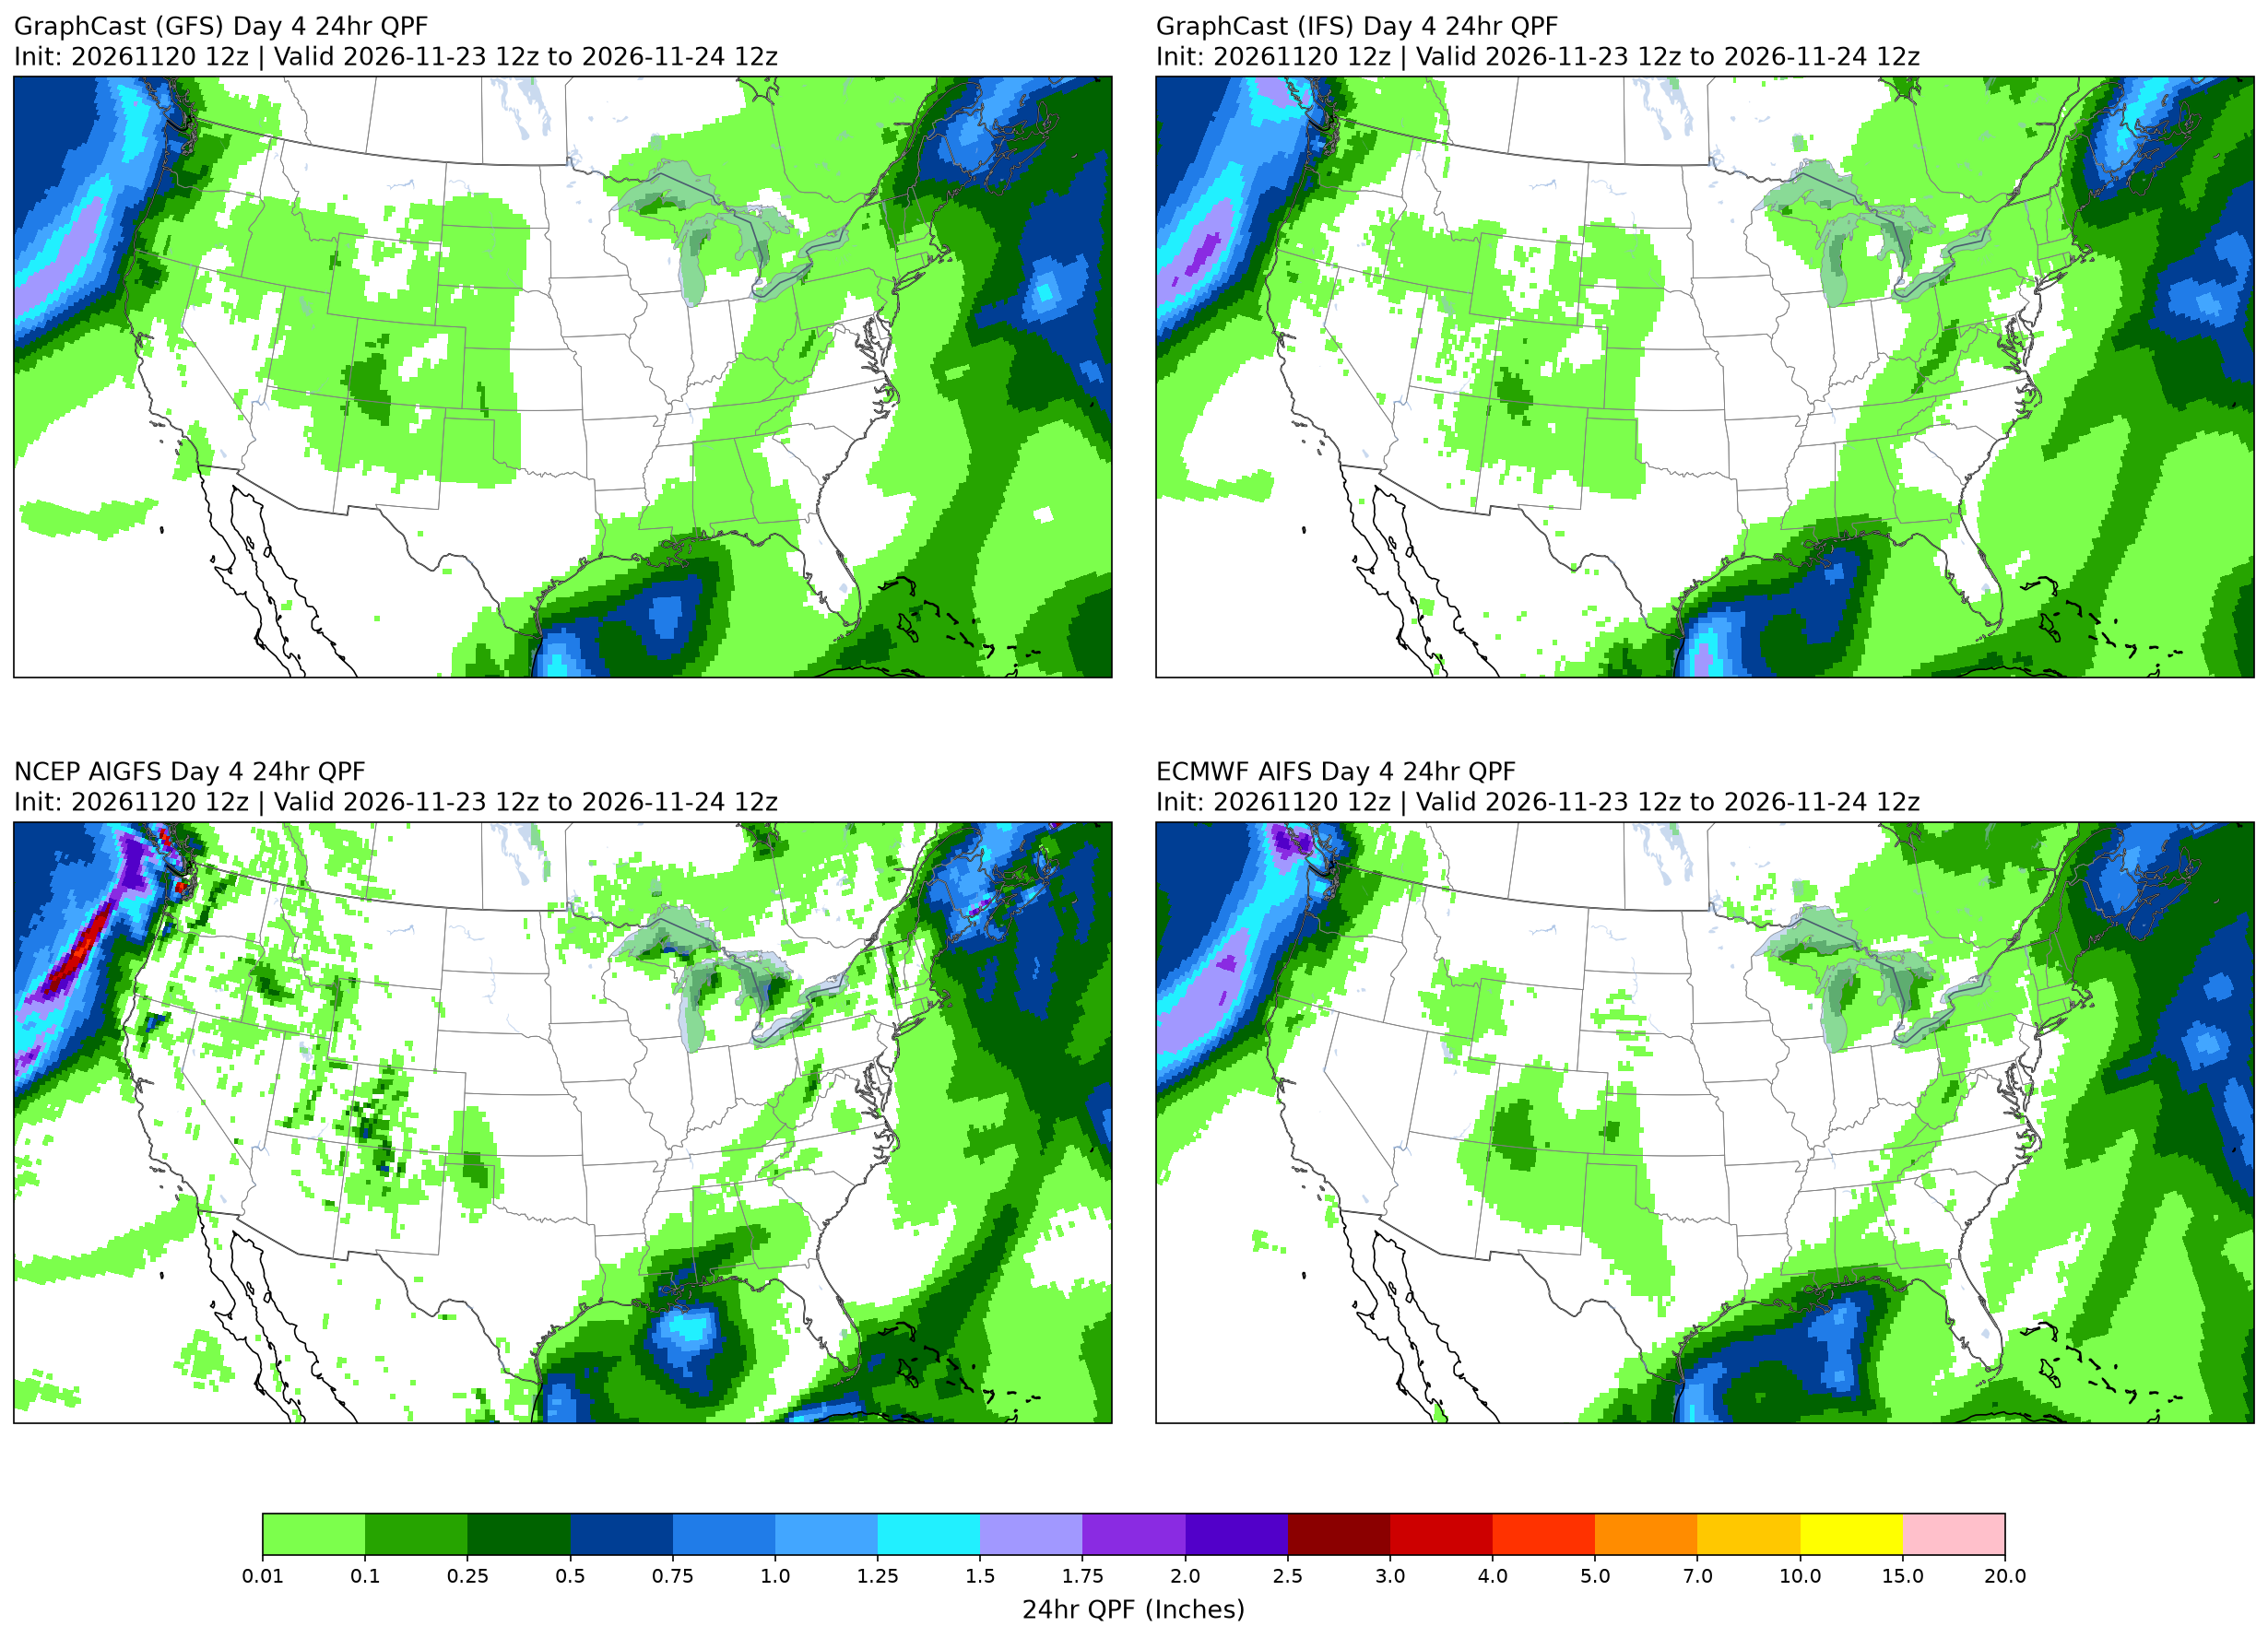 GraphCast (GFS) Day 4 24hr QPF
Init: 20261120 12z | Valid 2026-11-23 12z to 2026-11-24 12z
GraphCast (IFS) Day 4 24hr QPF
Init: 20261120 12z | Valid 2026-11-23 12z to 2026-11-24 12z
NCEP AIGFS Day 4 24hr QPF
Init: 20261120 12z | Valid 2026-11-23 12z to 2026-11-24 12z
ECMWF AIFS Day 4 24hr QPF
Init: 20261120 12z | Valid 2026-11-23 12z to 2026-11-24 12z
0.01 0.1 0.25 0.5 0.75 1.0 1.25 1.5 1.75 2.0 2.5 3.0 4.0 5.0 7.0 10.0 15.0 20.0
24hr QPF (Inches)